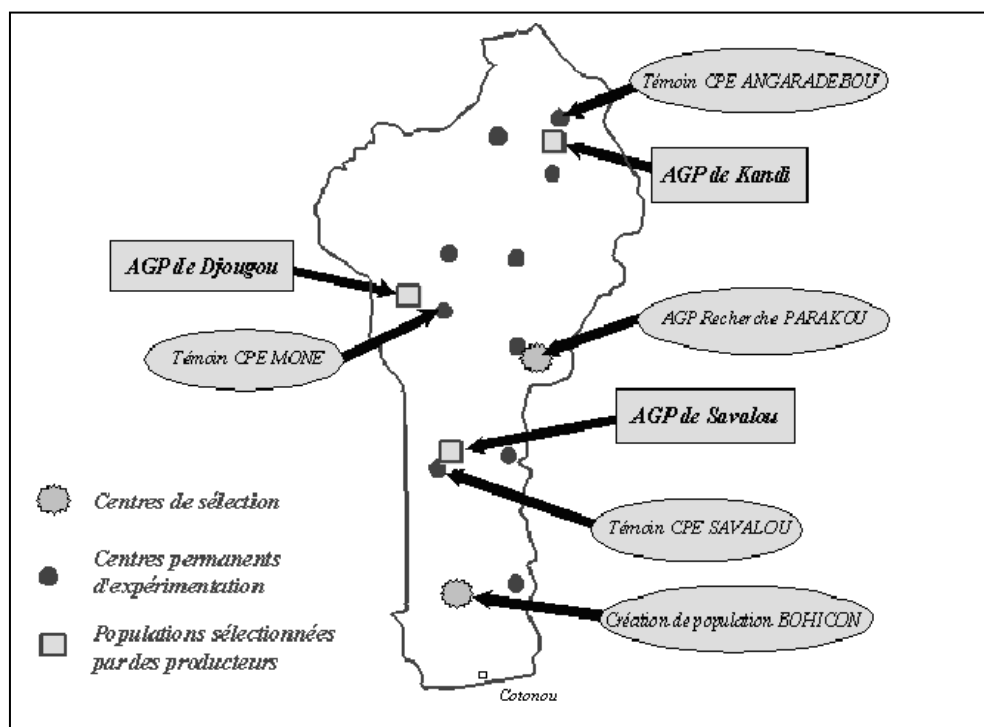 Témoin CPE ANGARADEBOU
AGP de Kandi
AGP de Djougou
AGP Recherche PARAKOU
Témoin CPE MONE
AGP de Savalou
Centres de sélection
Témoin CPE SAVALOU
Centres permanents
d'expérimentation
Création de population BOHICON
Populations sélectionnées
par des producteurs
Cotonou